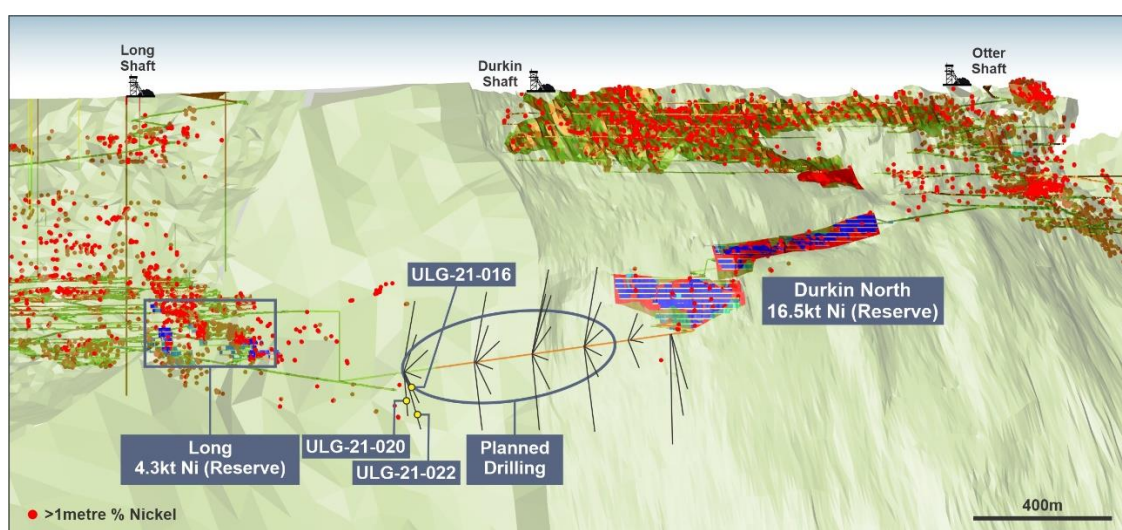 Long
Shaft
Durkin
Shaft
Otter
Shaft
ULG-21-016
Durkin North
16.5kt Ni (Reserve)
Long
4.3kt Ni (Reserve)
ULG-21-020
ULG-21-022
Planned
Drilling
>1metre % Nickel
400m